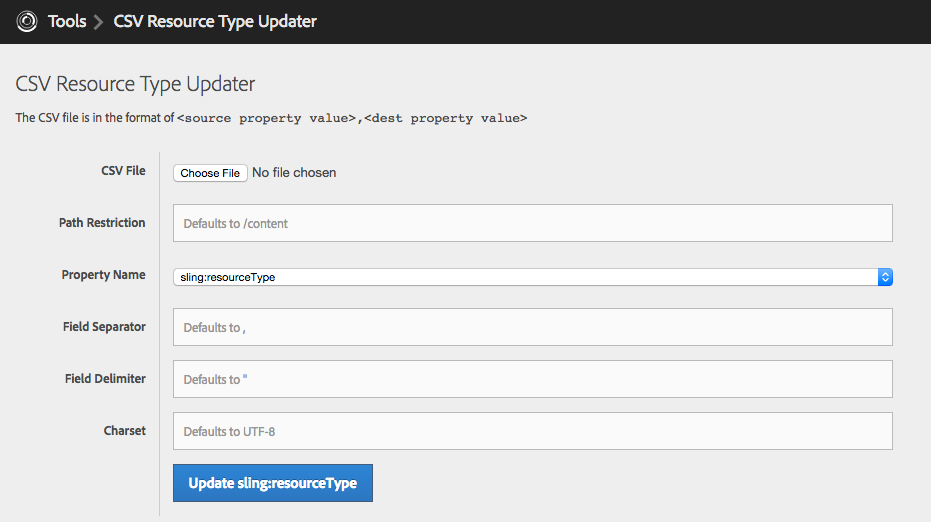 Tools > CSV Resource Type Updater
CSV Resource Type Updater
The CSV file is in the format of <source property value>,<dest property value>
CSV File Choose File No file chosen
Path Restriction Defaults to /content
Property Name sling:resourceType
Field Separator Defaults to ,
Field Delimiter Defaults to "
Charset Defaults to UTF-8
Update sling:resourceType